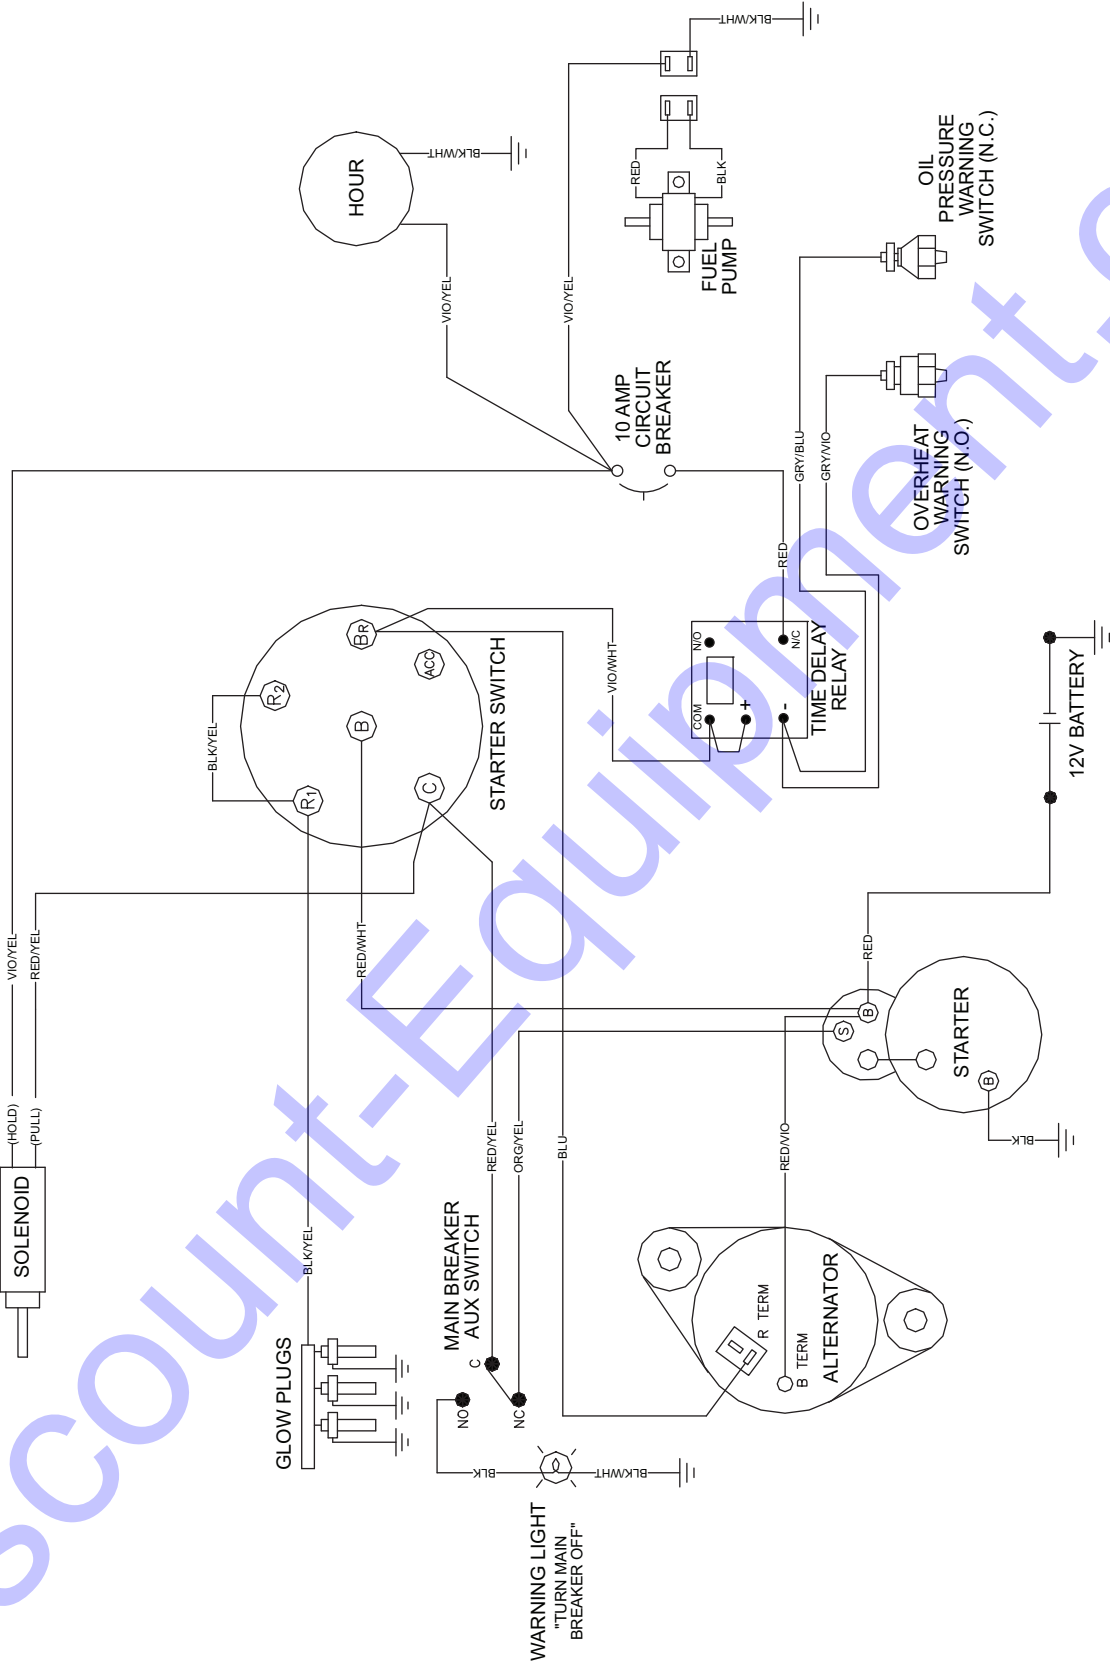 SOLENOID
(HOLD)
(PULL)
VIO/YEL
RED/YEL
GLOW PLUGS
BLK/YEL
BLK/YEL
R1
R2
B
BR
C
ACC
STARTER SWITCH
RED/WHT
VIO/WHT
HOUR
BLK/WHT
VIO/YEL
VIO/YEL
BLK/WHT
RED
BLK
FUEL
PUMP
10 AMP
CIRCUIT
BREAKER
RED
COM
N/O
+
-
N/C
TIME DELAY
RELAY
GRY/BLU
GRY/VIO
OIL
PRESSURE
WARNING
SWITCH (N.C.)
OVERHEAT
WARNING
SWITCH (N.O.)
MAIN BREAKER
AUX SWITCH
C
NO
NC
RED/YEL
ORG/YEL
BLU
BLK
BLK/WHT
WARNING LIGHT
"TURN MAIN
BREAKER OFF"
R TERM
B TERM
ALTERNATOR
RED/VIO
S
B
B
STARTER
BLK
RED
12V BATTERY
scount-Equipment.c